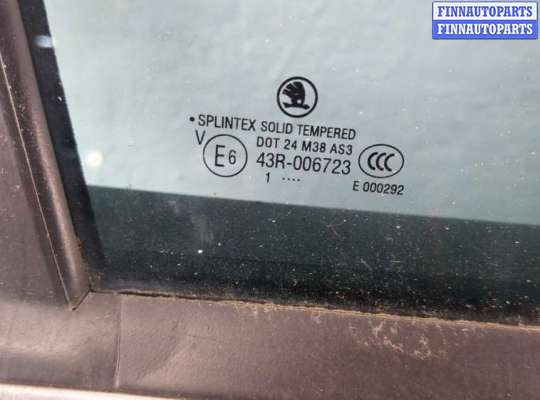 FINNAUTOPARTS
FINNAUTOPARTS
• SPLINTEX SOLID TEMPERED
DOT 24 M38 AS3
V E6 43R-006723 CCC
1 ···· E 000292